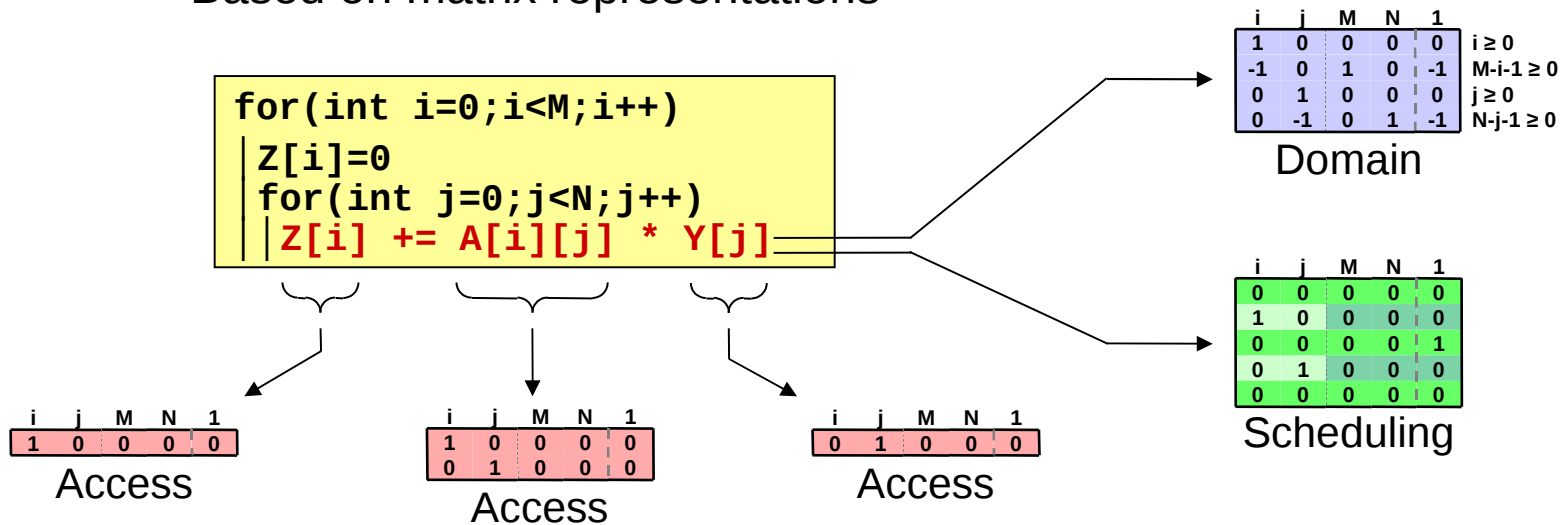 Based on matrix representations
for(int i=0;i<M;i++)
Z[i]=0
for(int j=0;j<N;j++)
Z[i] += A[i][j] * Y[j]
i j M N 1
1 0 0 0 0 i ≥ 0
-1 0 1 0 -1 M-i-1 ≥ 0
0 1 0 0 0 j ≥ 0
0 -1 0 1 -1 N-j-1 ≥ 0
Domain
i j M N 1
0 0 0 0 0
1 0 0 0 0
0 0 0 0 1
0 1 0 0 0
0 0 0 0 0
Scheduling
i j M N 1
1 0 0 0 0
Access
i j M N 1
1 0 0 0 0
0 1 0 0 0
Access
i j M N 1
0 1 0 0 0
Access